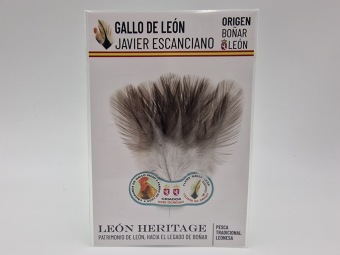 GALLO DE LEÓN
JAVIER ESCANCIANO
ORIGEN
BOÑAR
LEÓN
CRIADOR
LEÓN HERITAGE
PATRIMONIO DE LEÓN, HACIA EL LEGADO DE BOÑAR
PESCA
TRADICIONAL
LEONESA